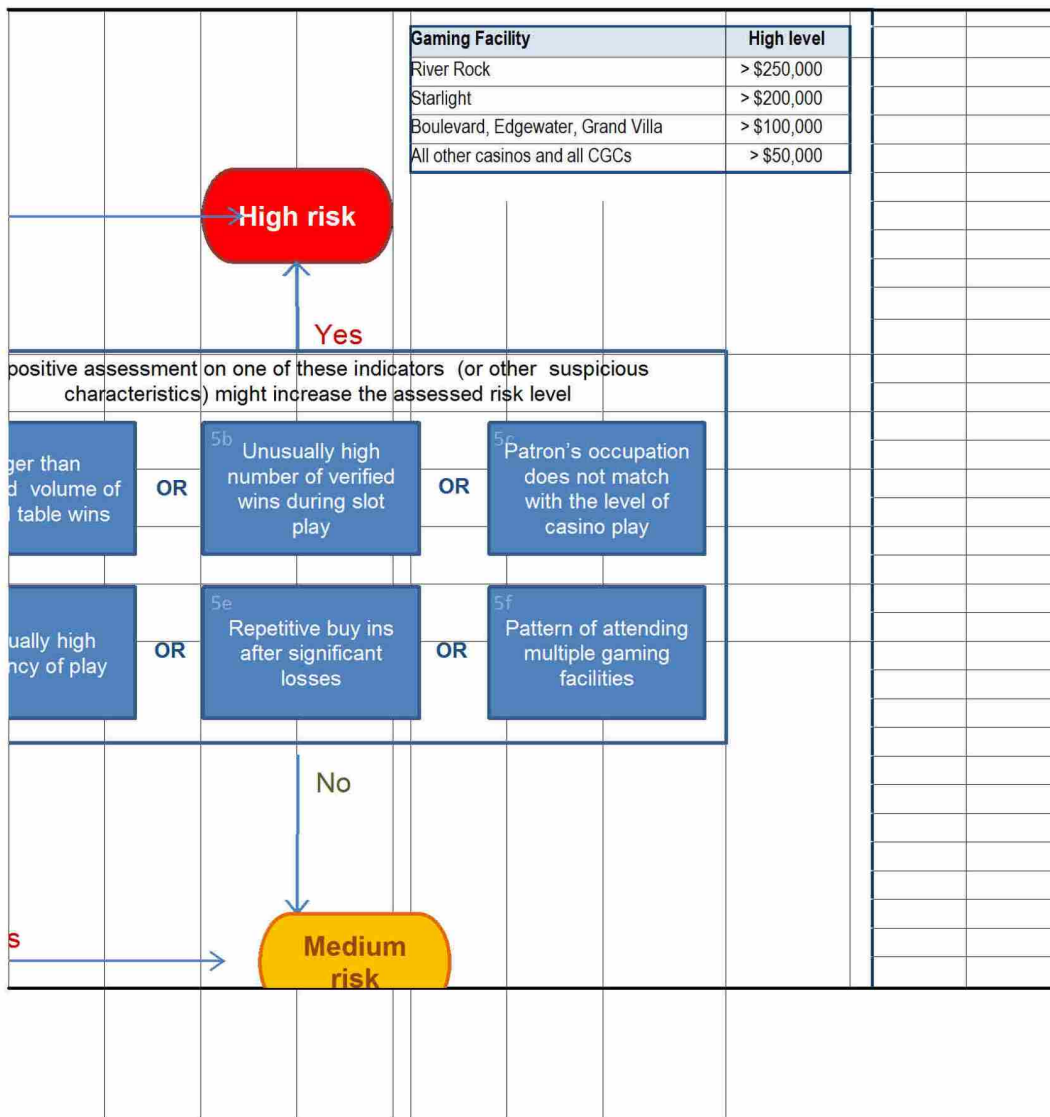 Gaming Facility High level
River Rock > $250,000
Starlight > $200,000
Boulevard, Edgewater, Grand Villa > $100,000
All other casinos and all CGCs > $50,000
High risk
Yes
positive assessment on one of these indicators (or other suspicious
characteristics) might increase the assessed risk level
ger than
d volume of
table wins
OR
5b
Unusually high
number of verified
wins during slot
play
OR
5c
Patron's occupation
does not match
with the level of
casino play
ually high
ncy of play
OR
5e
Repetitive buy ins
after significant
losses
OR
5f
Pattern of attending
multiple gaming
facilities
No
s
Medium
risk